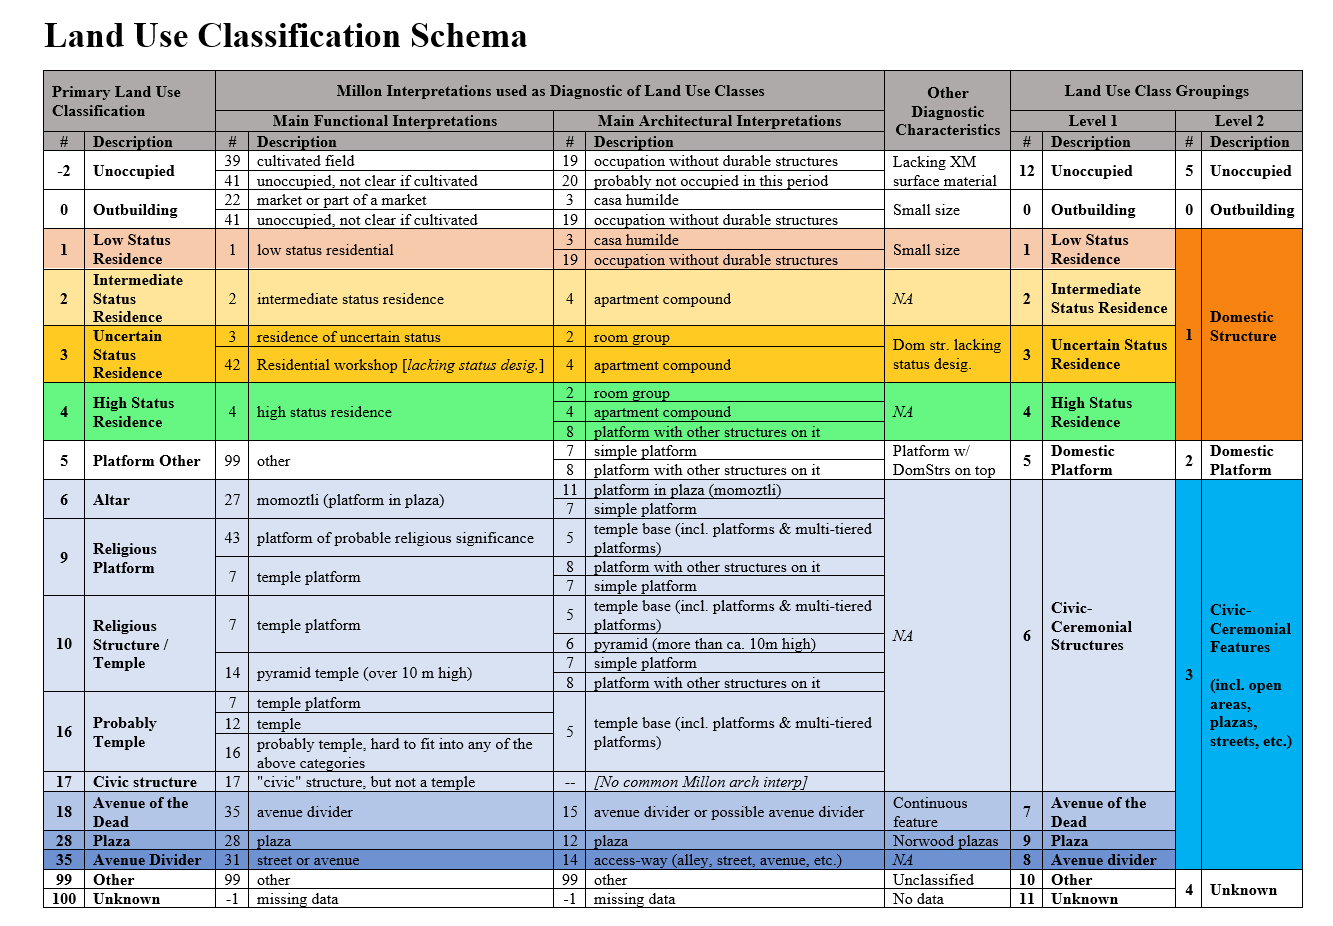 Land Use Classification Schema
Primary Land Use
Classification
Millon Interpretations used as Diagnostic of Land Use Classes
Other
Diagnostic
Characteristics
Land Use Class Groupings
Main Functional Interpretations
Main Architectural Interpretations
Level 1
Level 2
# Description # Description # Description # Description # Description
-2 Unoccupied
39 cultivated field
41 unoccupied, not clear if cultivated
19 occupation without durable structures
20 probably not occupied in this period
Lacking XM
surface material
12 Unoccupied
5 Unoccupied
0 Outbuilding
22 market or part of a market
41 unoccupied, not clear if cultivated
3 casa humilde
19 occupation without durable structures
Small size
0 Outbuilding
0 Outbuilding
1 Low Status
Residence
1 low status residential
3 casa humilde
19 occupation without durable structures
Small size
1 Low Status
Residence
1 Domestic
Structure
2 Intermediate
Status
Residence
2 intermediate status residence
4 apartment compound
NA
2 Intermediate
Status Residence
3 Uncertain
Status
Residence
3 residence of uncertain status
42 Residential workshop [lacking status desig.]
2 room group
4 apartment compound
Dom str. lacking
status desig.
3 Uncertain Status
Residence
4 High Status
Residence
4 high status residence
2 room group
4 apartment compound
8 platform with other structures on it
NA
4 High Status
Residence
5 Platform Other
99 other
7 simple platform
8 platform with other structures on it
Platform w/
DomStrs on top
5 Domestic
Platform
2 Domestic
Platform
6 Altar
27 momoztli (platform in plaza)
11 platform in plaza (momoztli)
7 simple platform
NA
6 Civic-
Ceremonial
Structures
3 Civic-
Ceremonial
Features
(incl. open
areas,
plazas,
streets, etc.)
9 Religious
Platform
43 platform of probable religious significance
7 temple platform
5 temple base (incl. platforms & multi-tiered
platforms)
8 platform with other structures on it
7 simple platform
10 Religious
Structure /
Temple
7 temple platform
14 pyramid temple (over 10 m high)
5 temple base (incl. platforms & multi-tiered
platforms)
6 pyramid (more than ca. 10m high)
7 simple platform
8 platform with other structures on it
16 Probably
Temple
7 temple platform
12 temple
16 probably temple, hard to fit into any of the
above categories
5 temple base (incl. platforms & multi-tiered
platforms)
17 Civic structure
17 "civic" structure, but not a temple
-- [No common Millon arch interp]
18 Avenue of the
Dead
35 avenue divider
15 avenue divider or possible avenue divider
Continuous
feature
7 Avenue of the
Dead
28 Plaza
28 plaza
12 plaza
Norwood plazas
9 Plaza
35 Avenue Divider
31 street or avenue
14 access-way (alley, street, avenue, etc.)
NA
8 Avenue divider
99 Other
99 other
99 other
Unclassified
10 Other
4 Unknown
100 Unknown
-1 missing data
-1 missing data
No data
11 Unknown